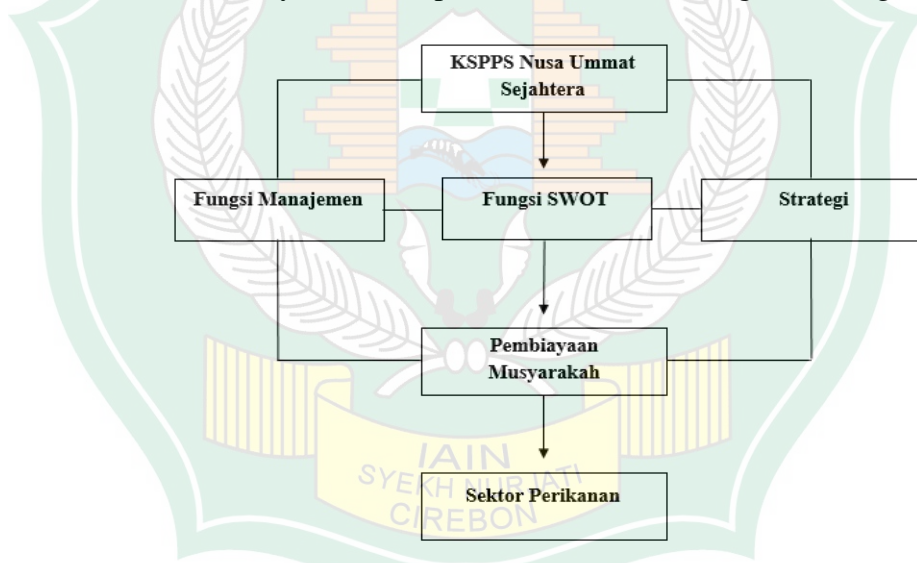 KSPPS Nusa Ummat
Sejahtera
Fungsi Manajemen
Fungsi SWOT
Strategi
Pembiayaan
Musyarakah
Sektor Perikanan
IAIN
SYEKH NURJATI
CIREBON